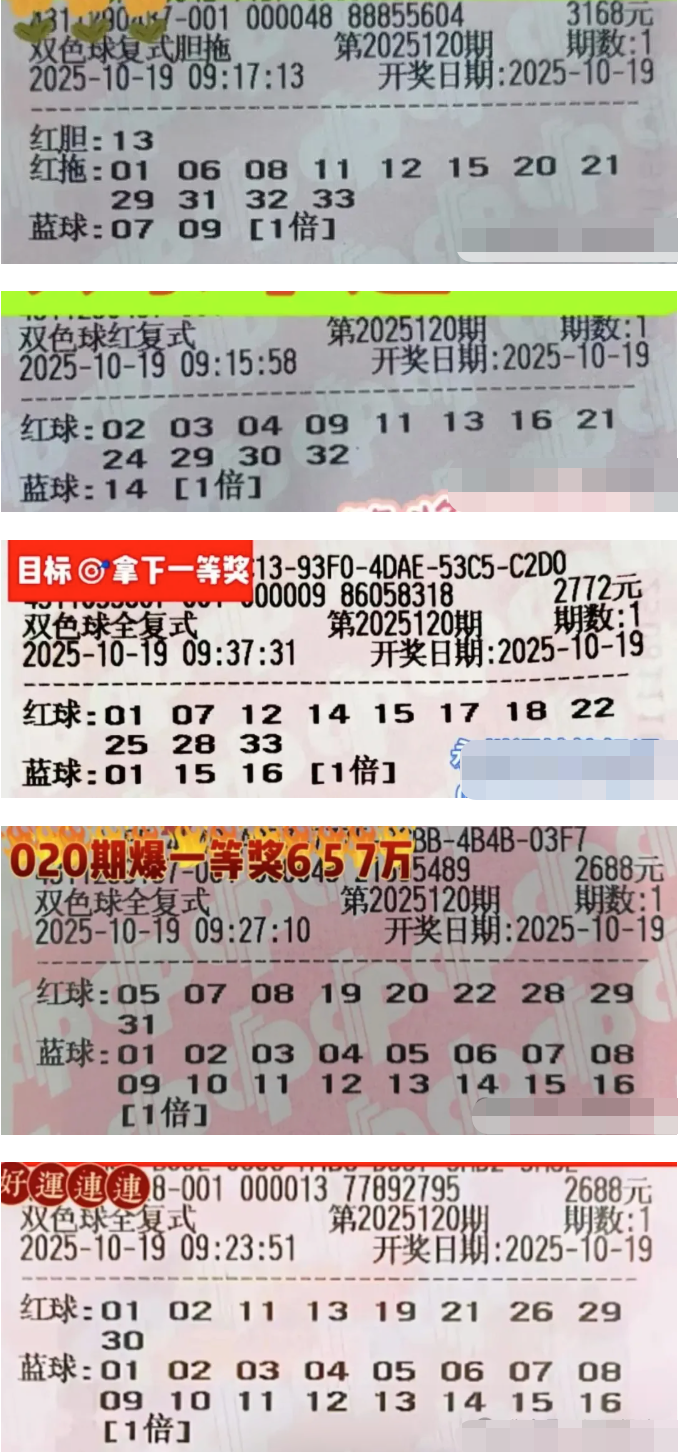 000048 88855604 3168元
双色球复式胆拖 第2025120期 期数:1
2025-10-19 09:17:13 开奖日期:2025-10-19
红胆:13
红拖:01 06 08 11 12 15 20 21
29 31 32 33
蓝球:07 09 [1倍]
双色球红复式 第2025120期 期数:1
2025-10-19 09:15:58 开奖日期:2025-10-19
红球:02 03 04 09 11 13 16 21
24 29 30 32
蓝球:14 [1倍]
目标 拿下一等奖 13-93F0-4DAE-53C5-C2D0
000009 86058318 2772元
双色球全复式 第2025120期 期数:1
2025-10-19 09:37:31 开奖日期:2025-10-19
红球:01 07 12 14 15 17 18 22
25 28 33
蓝球:01 15 16 [1倍]
BB-4B4B-03F7
020期爆一等奖657万 5489 2688元
双色球全复式 第2025120期 期数:1
2025-10-19 09:27:10 开奖日期:2025-10-19
红球:05 07 08 19 20 22 28 29
31
蓝球:01 02 03 04 05 06 07 08
09 10 11 12 13 14 15 16
[1倍]
好運連連 8-001 000013 77892795 2688元
双色球全复式 第2025120期 期数:1
2025-10-19 09:23:51 开奖日期:2025-10-19
红球:01 02 11 13 19 21 26 29
30
蓝球:01 02 03 04 05 06 07 08
09 10 11 12 13 14 15 16
[1倍]